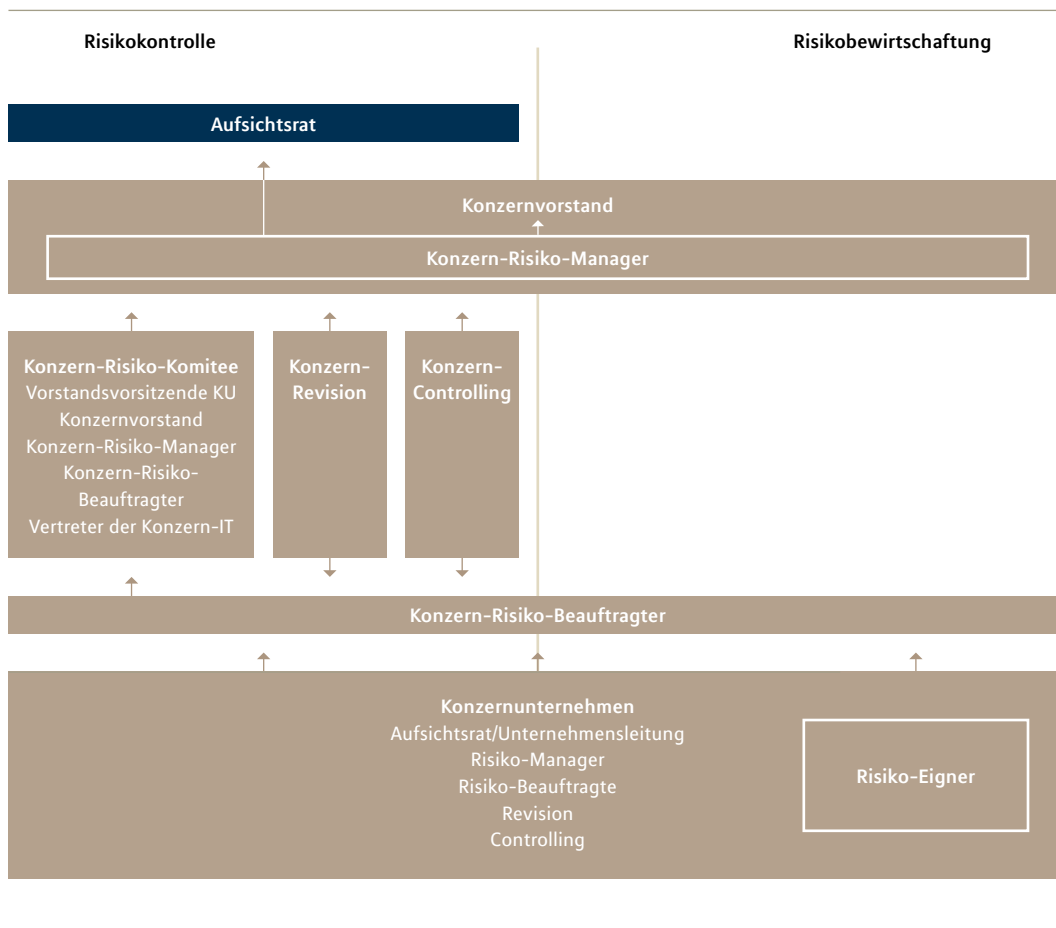 Risikokontrolle
Risikobewirtschaftung
Aufsichtsrat
Konzernvorstand
Konzern-Risiko-Manager
Konzern-Risiko-Komitee
Vorstandsvorsitzende KU
Konzernvorstand
Konzern-Risiko-Manager
Konzern-Risiko-
Beauftragter
Vertreter der Konzern-IT
Konzern-
Revision
Konzern-
Controlling
Konzern-Risiko-Beauftragter
Konzernunternehmen
Aufsichtsrat/Unternehmensleitung
Risiko-Manager
Risiko-Beauftragte
Revision
Controlling
Risiko-Eigner